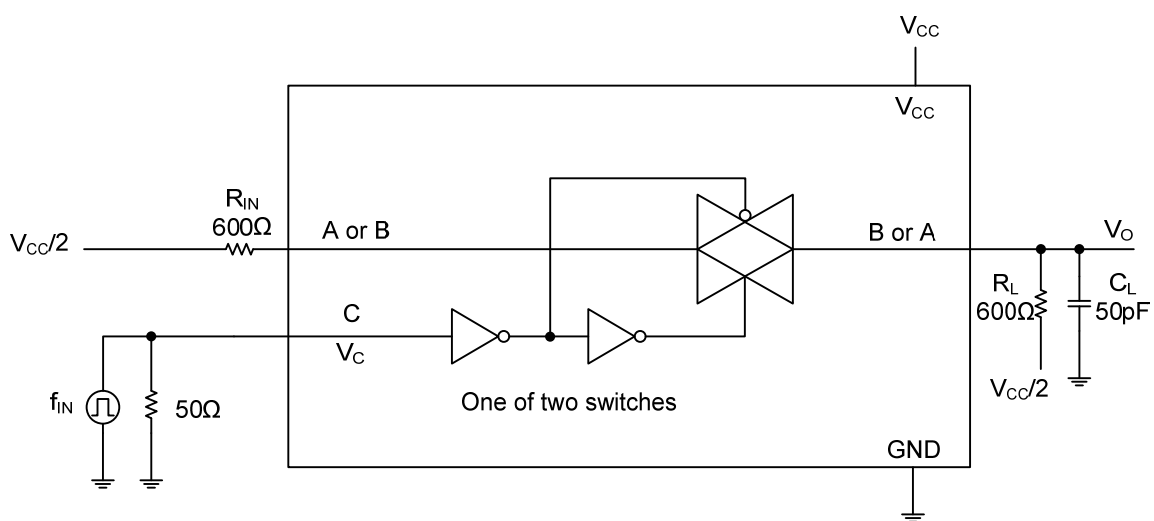 VCC
VCC
RIN
600Ω
A or B
B or A
VCC/2
VO
RL
600Ω
CL
50pF
C
VC
VCC/2
fIN
50Ω
One of two switches
GND